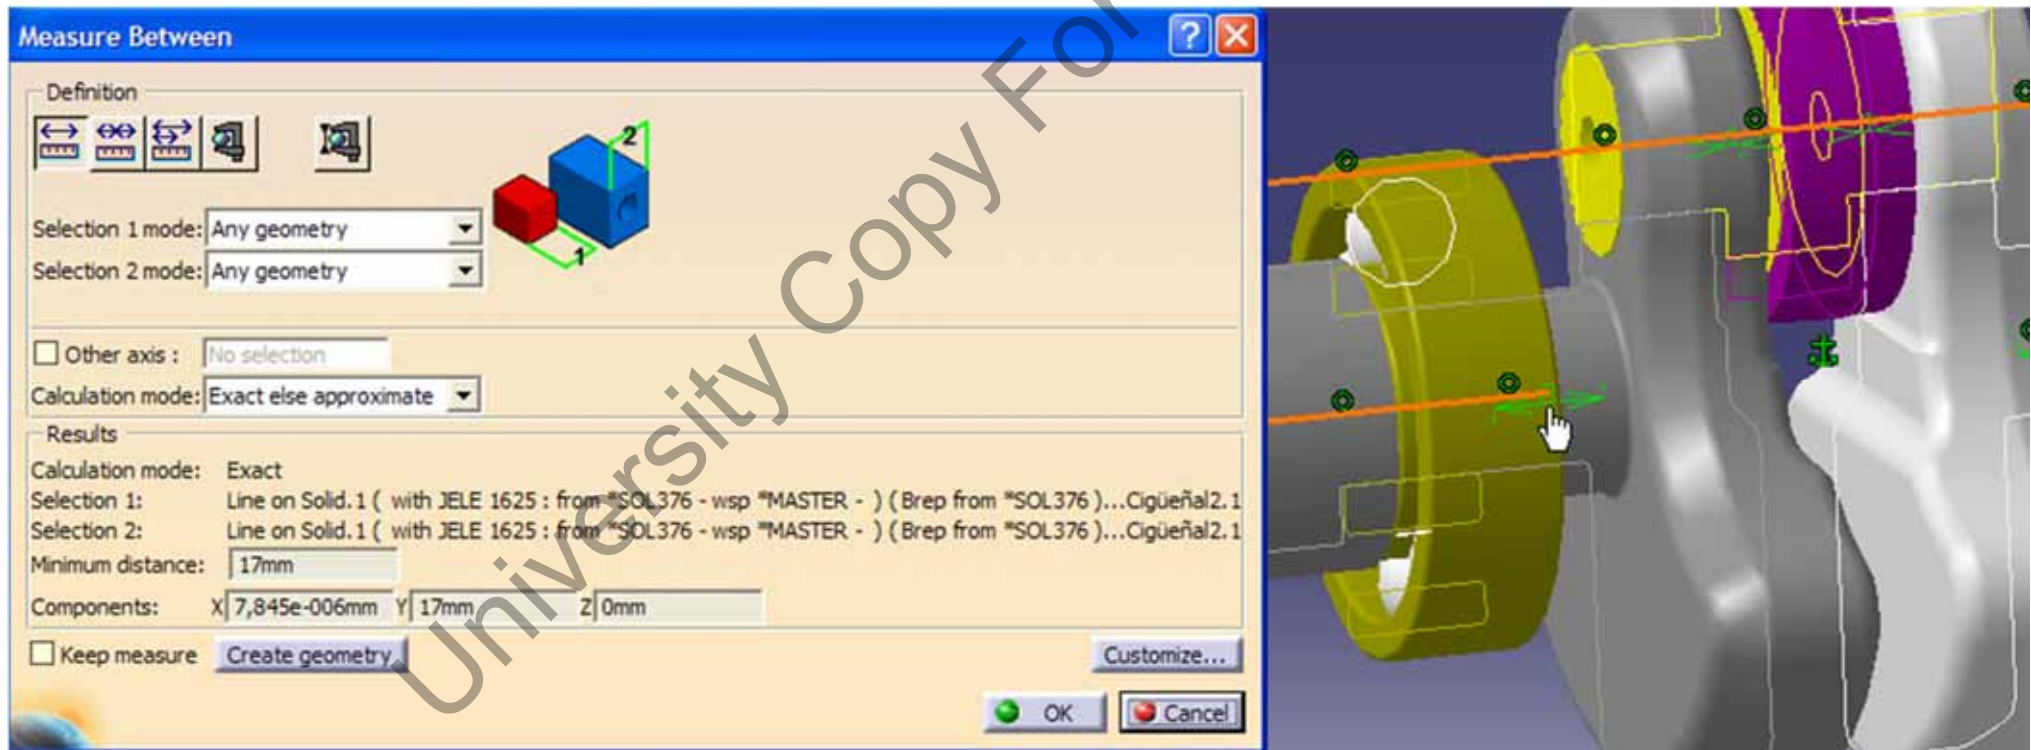 Measure Between
Definition
2
1
Selection 1 mode: Any geometry
Selection 2 mode: Any geometry
Other axis : No selection
Calculation mode: Exact else approximate
Results
Calculation mode: Exact
Selection 1: Line on Solid.1 ( with JELE 1625 : from *SOL376 - wsp *MASTER - ) ( Brep from *SOL376 )...Cigüeñal2.1
Selection 2: Line on Solid.1 ( with JELE 1625 : from *SOL376 - wsp *MASTER - ) ( Brep from *SOL376 )...Cigüeñal2.1
Minimum distance: 17mm
Components: X 7,845e-006mm Y 17mm Z 0mm
Keep measure Create geometry Customize...
OK Cancel
University Copy For